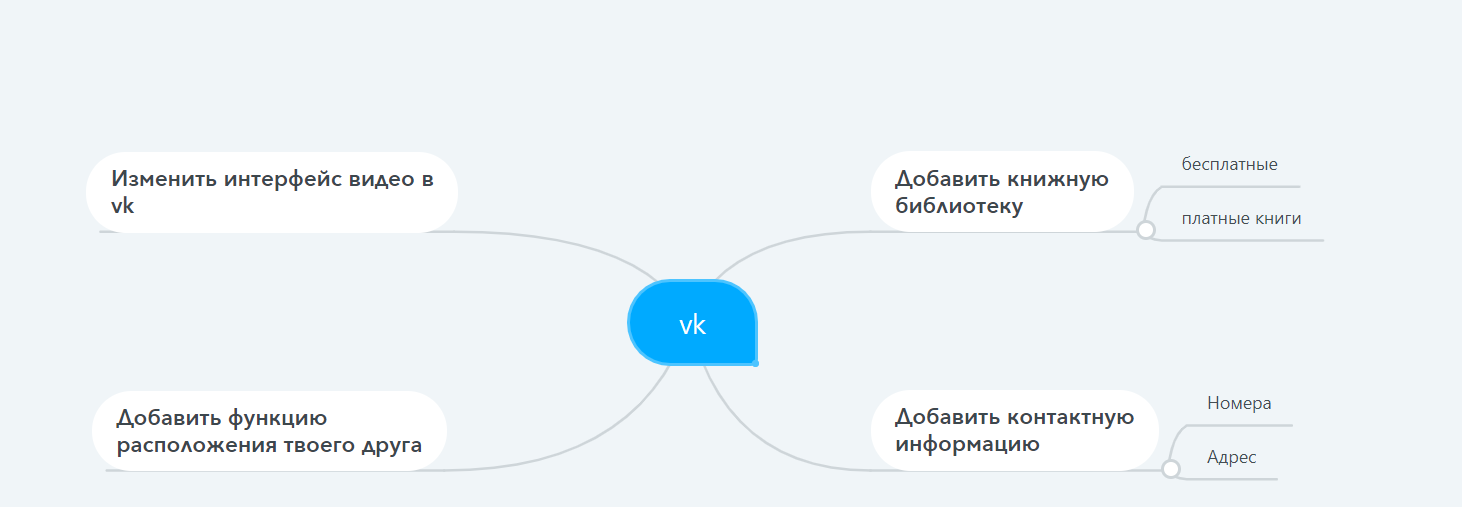 Изменить интерфейс видео в
vk
Добавить книжную
библиотеку
бесплатные
платные книги
vk
Добавить функцию
расположения твоего друга
Добавить контактную
информацию
Номера
Адрес